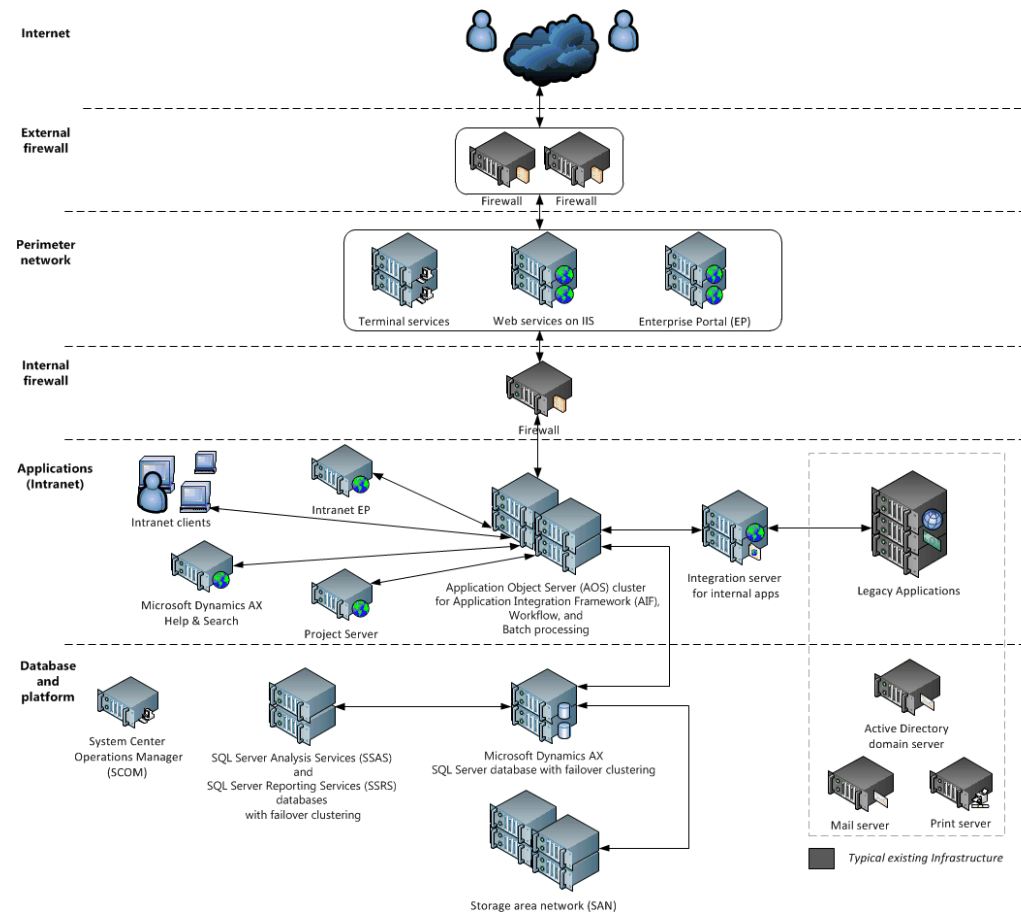 Internet
External
firewall
Firewall
Firewall
Perimeter
network
Terminal services
Web services on IIS
Enterprise Portal (EP)
Internal
firewall
Firewall
Applications
(Intranet)
Intranet clients
Intranet EP
Microsoft Dynamics AX
Help & Search
Project Server
Application Object Server (AOS) cluster
for Application Integration Framework (AIF),
Workflow, and
Batch processing
Integration server
for internal apps
Legacy Applications
Database
and
platform
System Center
Operations Manager
(SCOM)
SQL Server Analysis Services (SSAS)
and
SQL Server Reporting Services (SSRS)
databases
with failover clustering
Microsoft Dynamics AX
SQL Server database with failover clustering
Storage area network (SAN)
Active Directory
domain server
Mail server
Print server
Typical existing Infrastructure